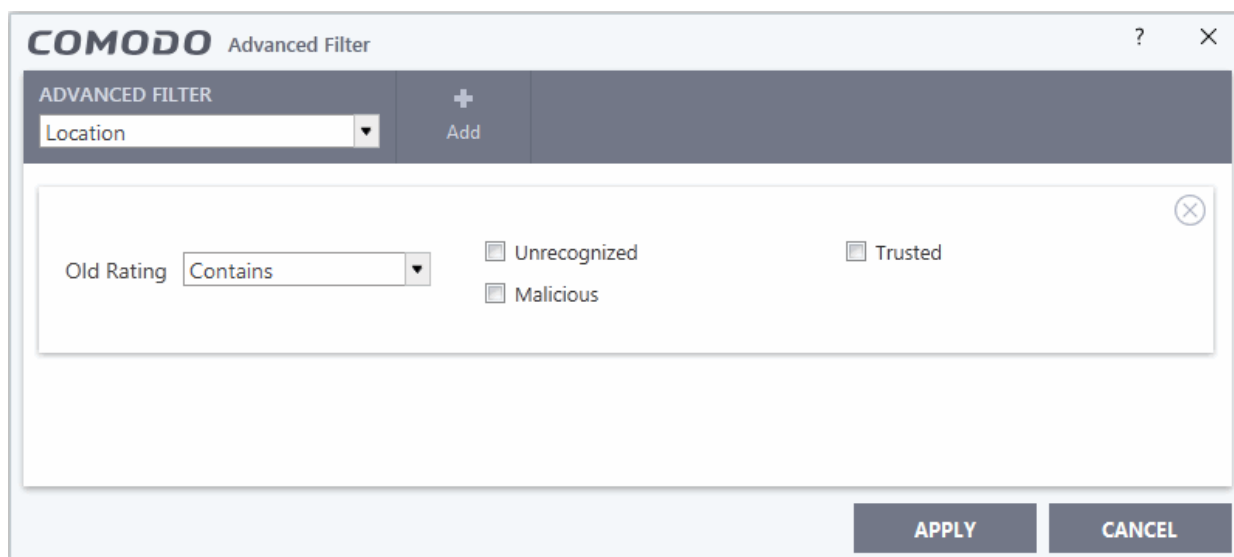 COMODO Advanced Filter ?
ADVANCED FILTER
Location
Add
Old Rating Contains Unrecognized Trusted
Malicious
APPLY CANCEL